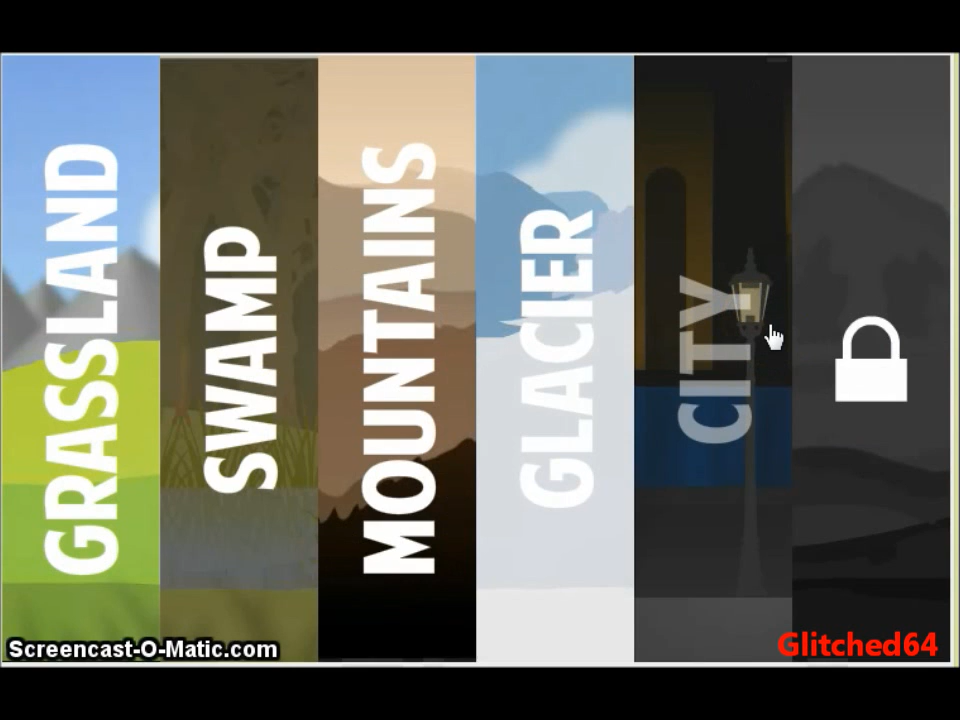 GRASSLAND
SWAMP
MOUNTAINS
GLACIER
CITY
Screencast-O-Matic.com
Glitched64